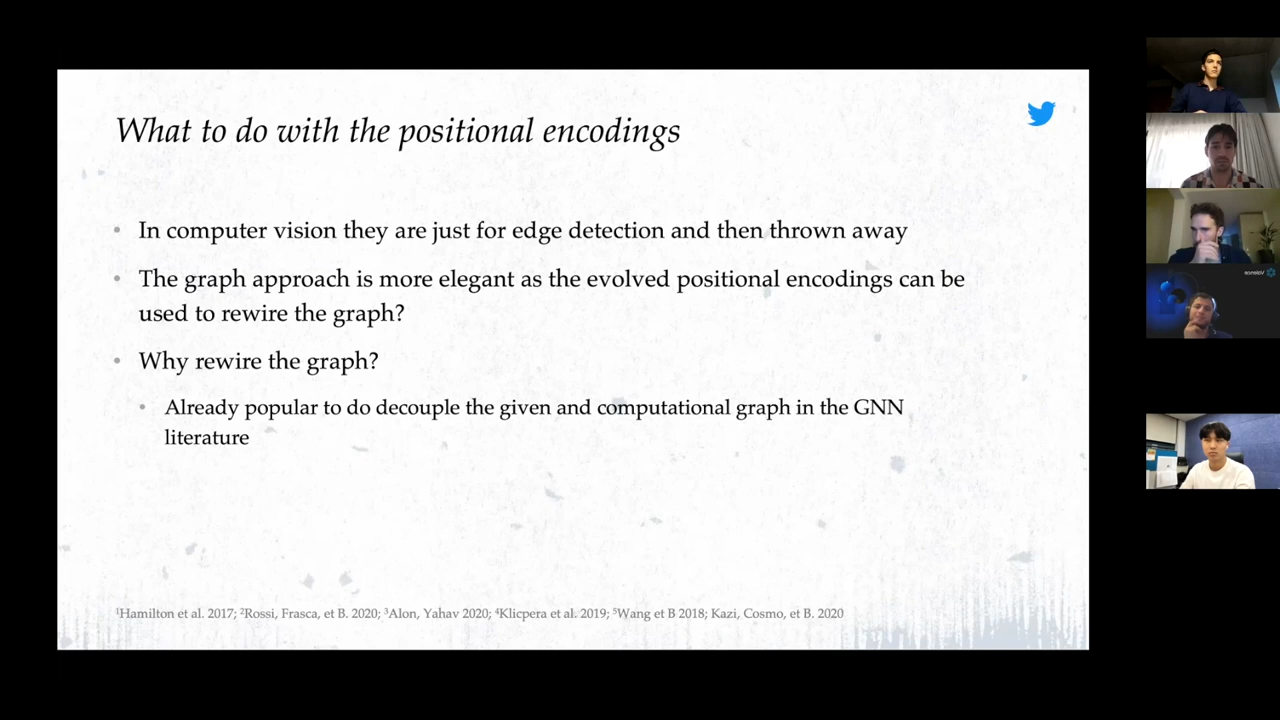 What to do with the positional encodings
In computer vision they are just for edge detection and then thrown away
The graph approach is more elegant as the evolved positional encodings can be
used to rewire the graph?
Why rewire the graph?
Already popular to do decouple the given and computational graph in the GNN
literature
¹Hamilton et al. 2017; ²Rossi, Frasca, et B. 2020; ³Alon, Yahav 2020; ⁴Klicpera et al. 2019; ⁵Wang et B 2018; Kazi, Cosmo, et B. 2020